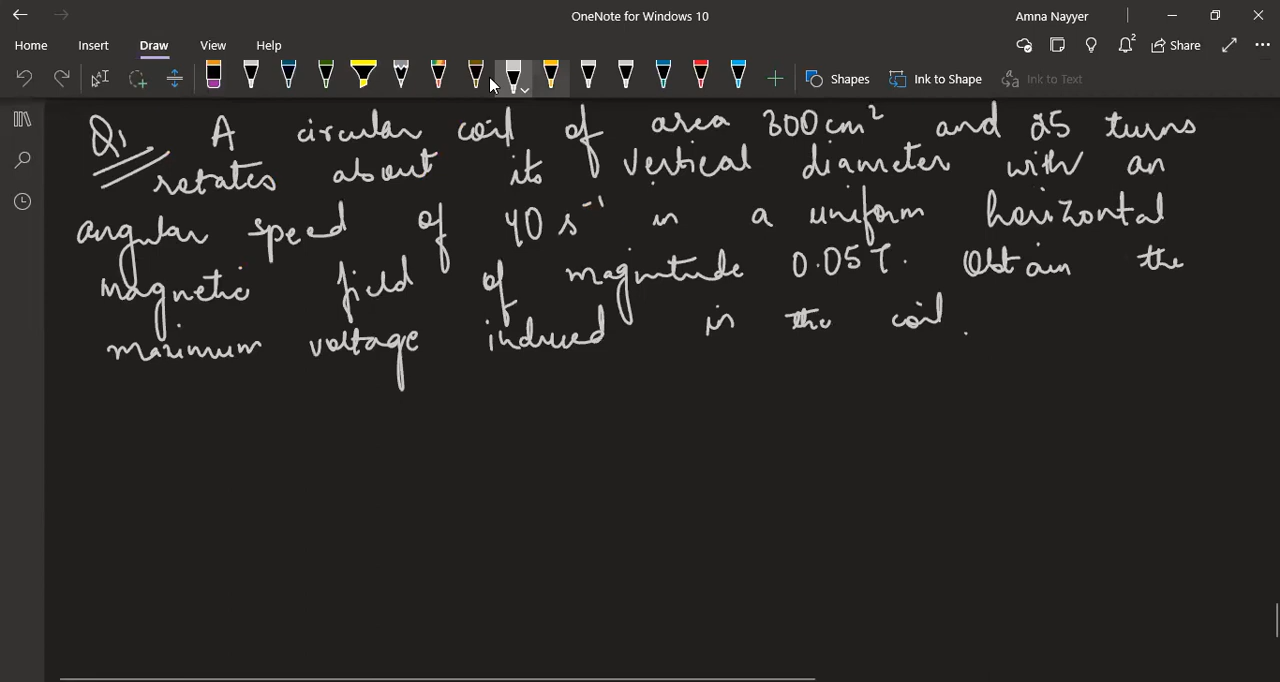 OneNote for Windows 10
Amna Nayyer
Home Insert Draw View Help
2 Share
Shapes Ink to Shape Ink to Text
Q1 A circular coil of area 300 cm² and 25 turns
rotates about its vertical diameter with an
angular speed of 40 s⁻¹ in a uniform horizontal
magnetic field of magnitude 0.05T. Obtain the
maximum voltage induced in the coil.